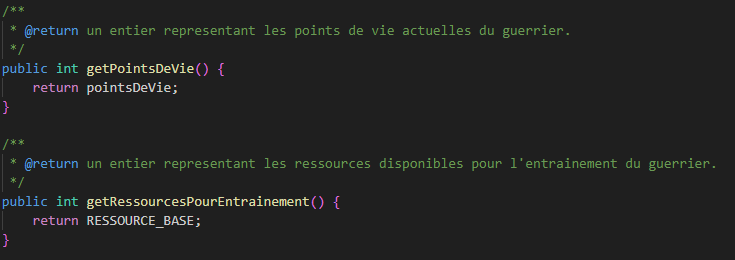 /**
 * @return un entier representant les points de vie actuelles du guerrier.
 */
public int getPointsDeVie() {
    return pointsDeVie;
}

/**
 * @return un entier representant les ressources disponibles pour l'entrainement du guerrier.
 */
public int getRessourcesPourEntrainement() {
    return RESSOURCE_BASE;
}